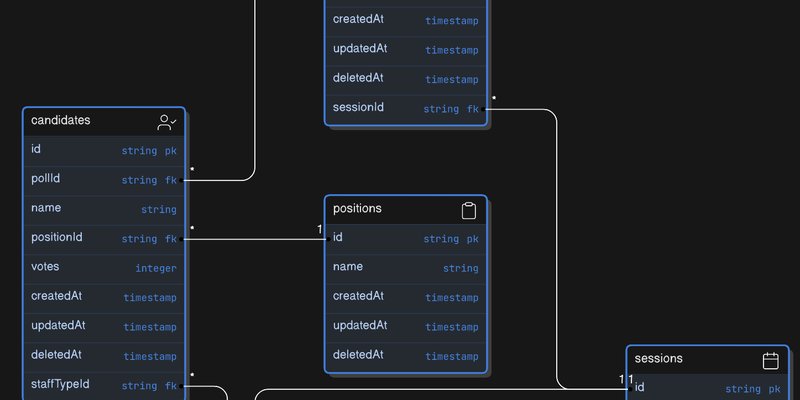 createdAt timestamp
updatedAt timestamp
deletedAt timestamp
sessionId string fk *
candidates
id string pk
pollId string fk *
name string
positionId string fk *
votes integer
createdAt timestamp
updatedAt timestamp
deletedAt timestamp
staffTypeId string fk *
positions
1 id string pk
name string
createdAt timestamp
updatedAt timestamp
deletedAt timestamp
sessions
1 1 id string pk